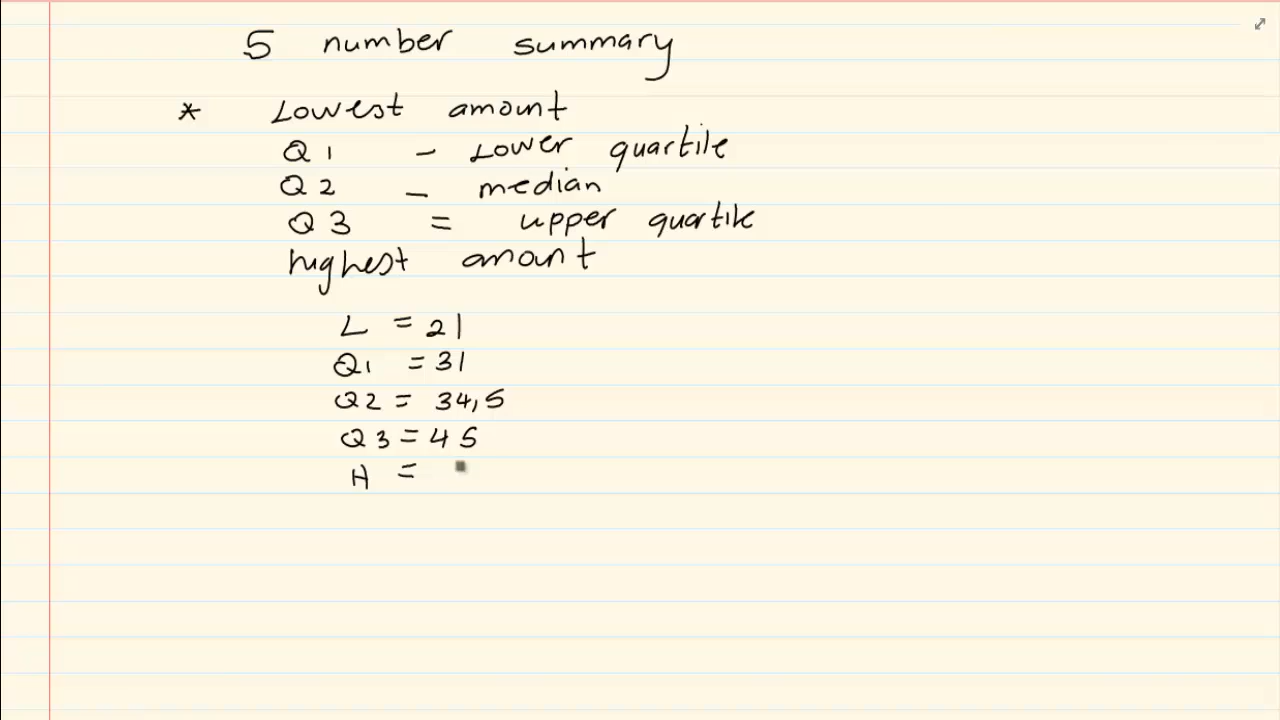 5 number summary
* Lowest amount
Q1 - Lower quartile
Q2 - median
Q3 = upper quartile
highest amount
L = 21
Q1 = 31
Q2 = 34,5
Q3 = 45
H =